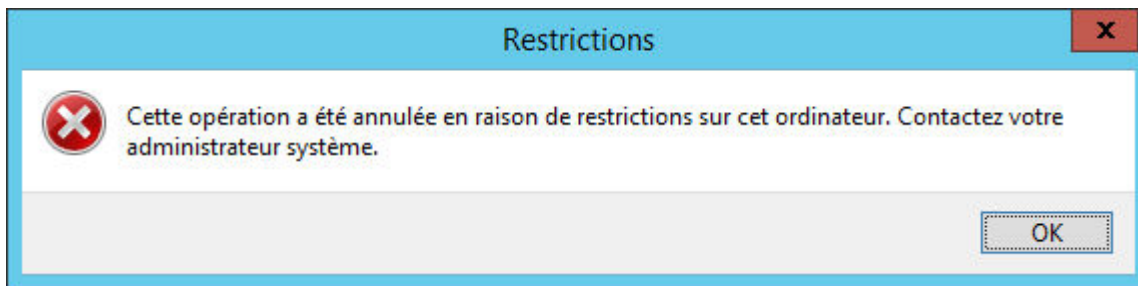 Restrictions
x
Cette opération a été annulée en raison de restrictions sur cet ordinateur. Contactez votre
administrateur système.
OK